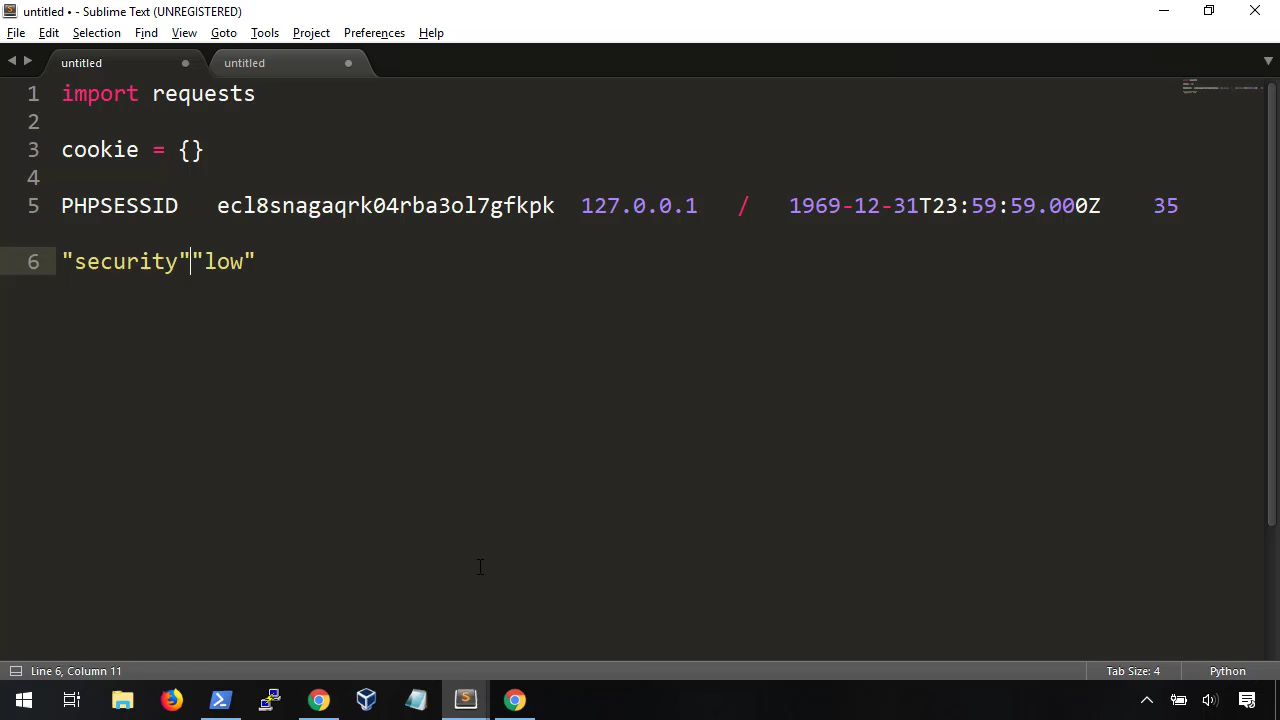 untitled • - Sublime Text (UNREGISTERED)
File Edit Selection Find View Goto Tools Project Preferences Help
untitled untitled
1 import requests
2
3 cookie = {}
4
5 PHPSESSID ecl8snagaqrk04rba3ol7gfkpk 127.0.0.1 / 1969-12-31T23:59:59.000Z 35
6 "security""low"
Line 6, Column 11 Tab Size: 4 Python